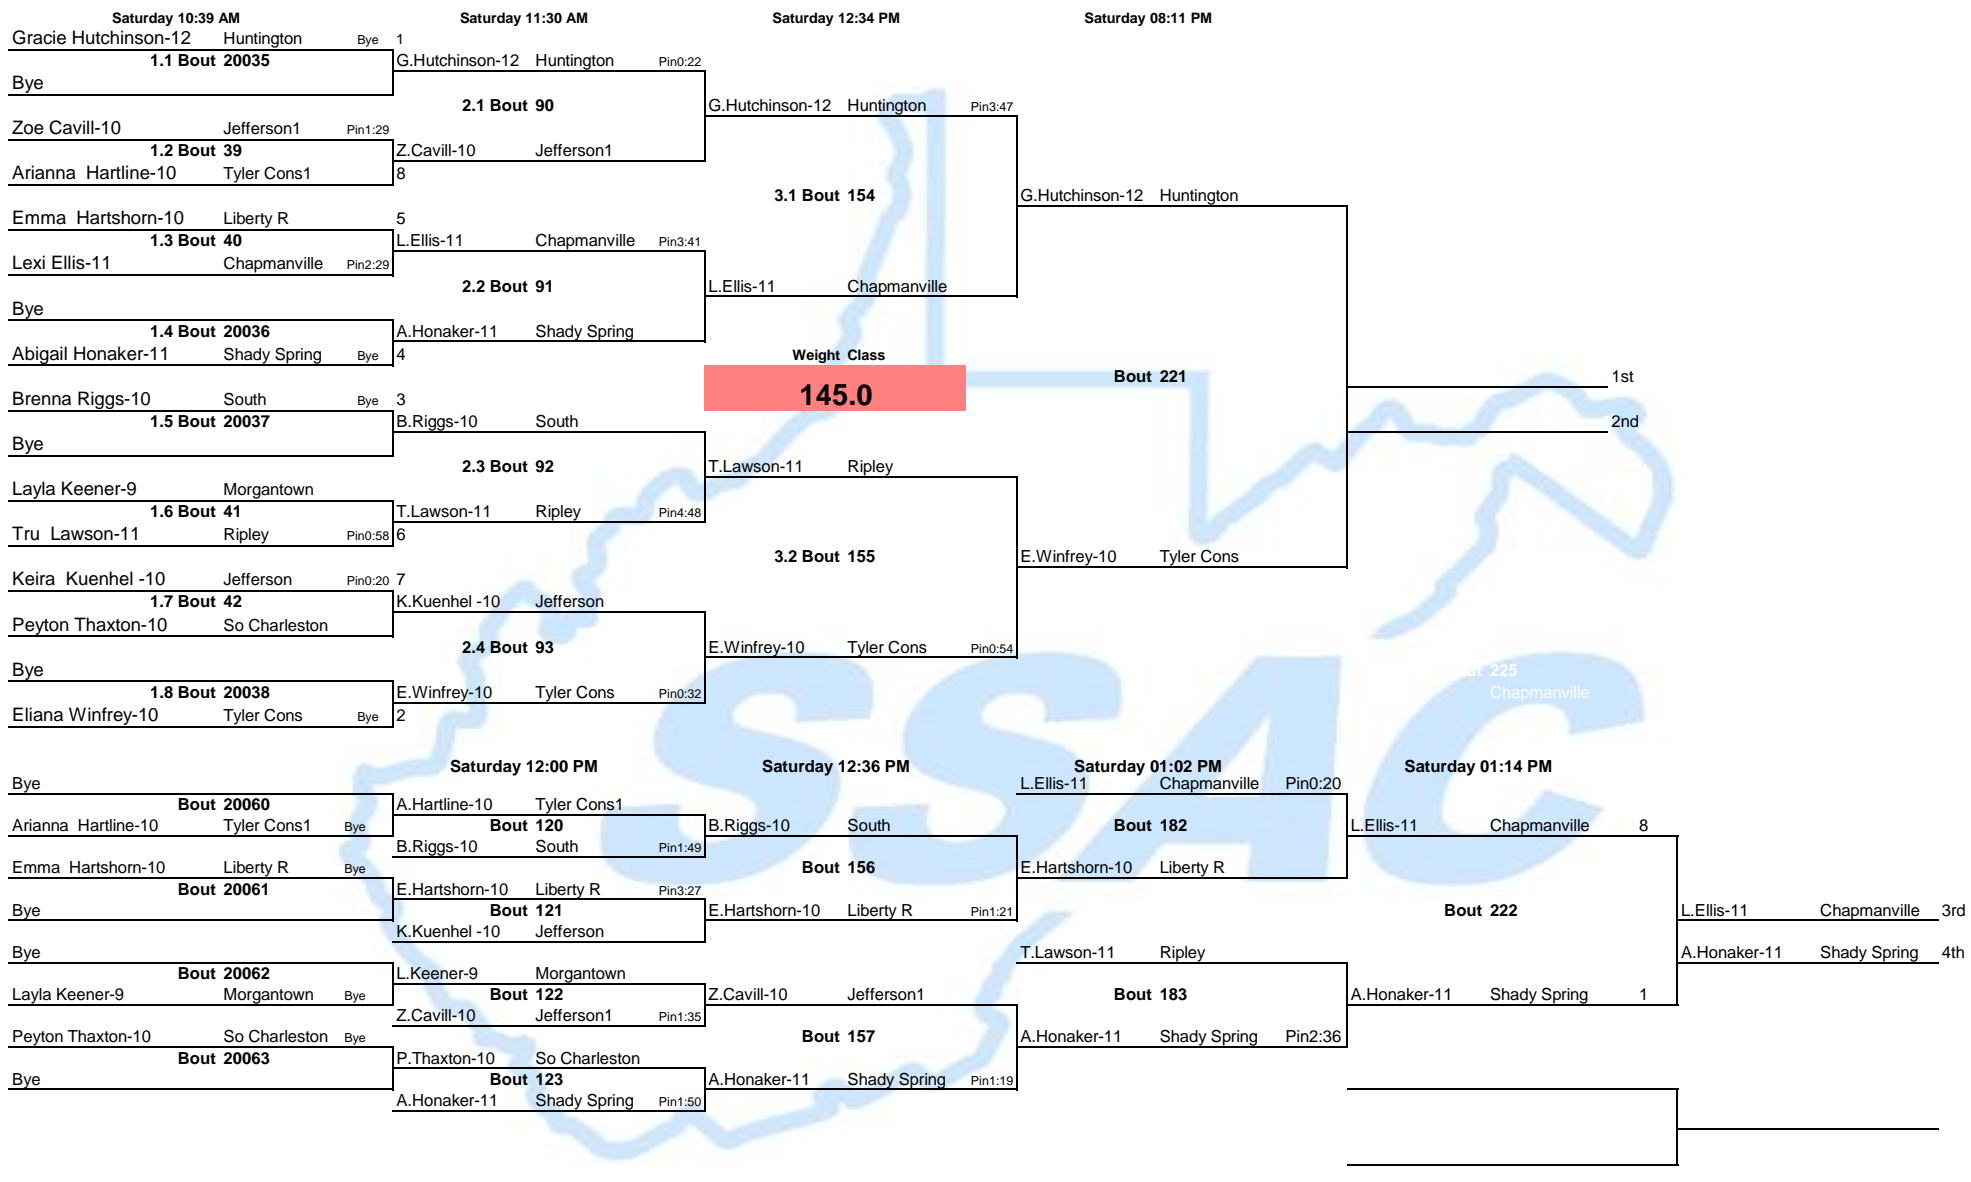 Saturday 10:39 AM Saturday 11:30 AM Saturday 12:34 PM Saturday 08:11 PM
Gracie Hutchinson-12 Huntington Bye 1
1.1 Bout 20035 G.Hutchinson-12 Huntington Pin0:22
Bye
2.1 Bout 90 G.Hutchinson-12 Huntington Pin3:47
Zoe Cavill-10 Jefferson1 Pin1:29
1.2 Bout 39 Z.Cavill-10 Jefferson1
Arianna Hartline-10 Tyler Cons1 8
3.1 Bout 154 G.Hutchinson-12 Huntington
Emma Hartshorn-10 Liberty R 5
1.3 Bout 40 L.Ellis-11 Chapmanville Pin3:41
Lexi Ellis-11 Chapmanville Pin2:29
2.2 Bout 91 L.Ellis-11 Chapmanville
Bye
1.4 Bout 20036 A.Honaker-11 Shady Spring
Abigail Honaker-11 Shady Spring Bye 4
Weight Class
145.0
Bout 221 1st
Brenna Riggs-10 South Bye 3
1.5 Bout 20037 B.Riggs-10 South
2nd
Bye
2.3 Bout 92 T.Lawson-11 Ripley
Layla Keener-9 Morgantown
1.6 Bout 41 T.Lawson-11 Ripley Pin4:48
Tru Lawson-11 Ripley Pin0:58 6
3.2 Bout 155 E.Winfrey-10 Tyler Cons
Keira Kuenhel -10 Jefferson Pin0:20 7
1.7 Bout 42 K.Kuenhel -10 Jefferson
Peyton Thaxton-10 So Charleston
2.4 Bout 93 E.Winfrey-10 Tyler Cons Pin0:54
Bye
225
1.8 Bout 20038 E.Winfrey-10 Tyler Cons Pin0:32
Chapmanville
Eliana Winfrey-10 Tyler Cons Bye 2
SSAC
Saturday 12:00 PM Saturday 12:36 PM Saturday 01:02 PM Saturday 01:14 PM
Bye L.Ellis-11 Chapmanville Pin0:20
Bout 20060 A.Hartline-10 Tyler Cons1
Arianna Hartline-10 Tyler Cons1 Bye Bout 120 B.Riggs-10 South Bout 182 L.Ellis-11 Chapmanville 8
B.Riggs-10 South Pin1:49
Emma Hartshorn-10 Liberty R Bye Bout 156 E.Hartshorn-10 Liberty R
Bout 20061 E.Hartshorn-10 Liberty R Pin3:27
Bye Bout 121 E.Hartshorn-10 Liberty R Pin1:21 Bout 222 L.Ellis-11 Chapmanville 3rd
K.Kuenhel -10 Jefferson
Bye T.Lawson-11 Ripley A.Honaker-11 Shady Spring 4th
Bout 20062 L.Keener-9 Morgantown
Layla Keener-9 Morgantown Bye Bout 122 Z.Cavill-10 Jefferson1 Bout 183 A.Honaker-11 Shady Spring 1
Z.Cavill-10 Jefferson1 Pin1:35
Peyton Thaxton-10 So Charleston Bye Bout 157 A.Honaker-11 Shady Spring Pin2:36
Bout 20063 P.Thaxton-10 So Charleston
Bye Bout 123 A.Honaker-11 Shady Spring Pin1:19
A.Honaker-11 Shady Spring Pin1:50